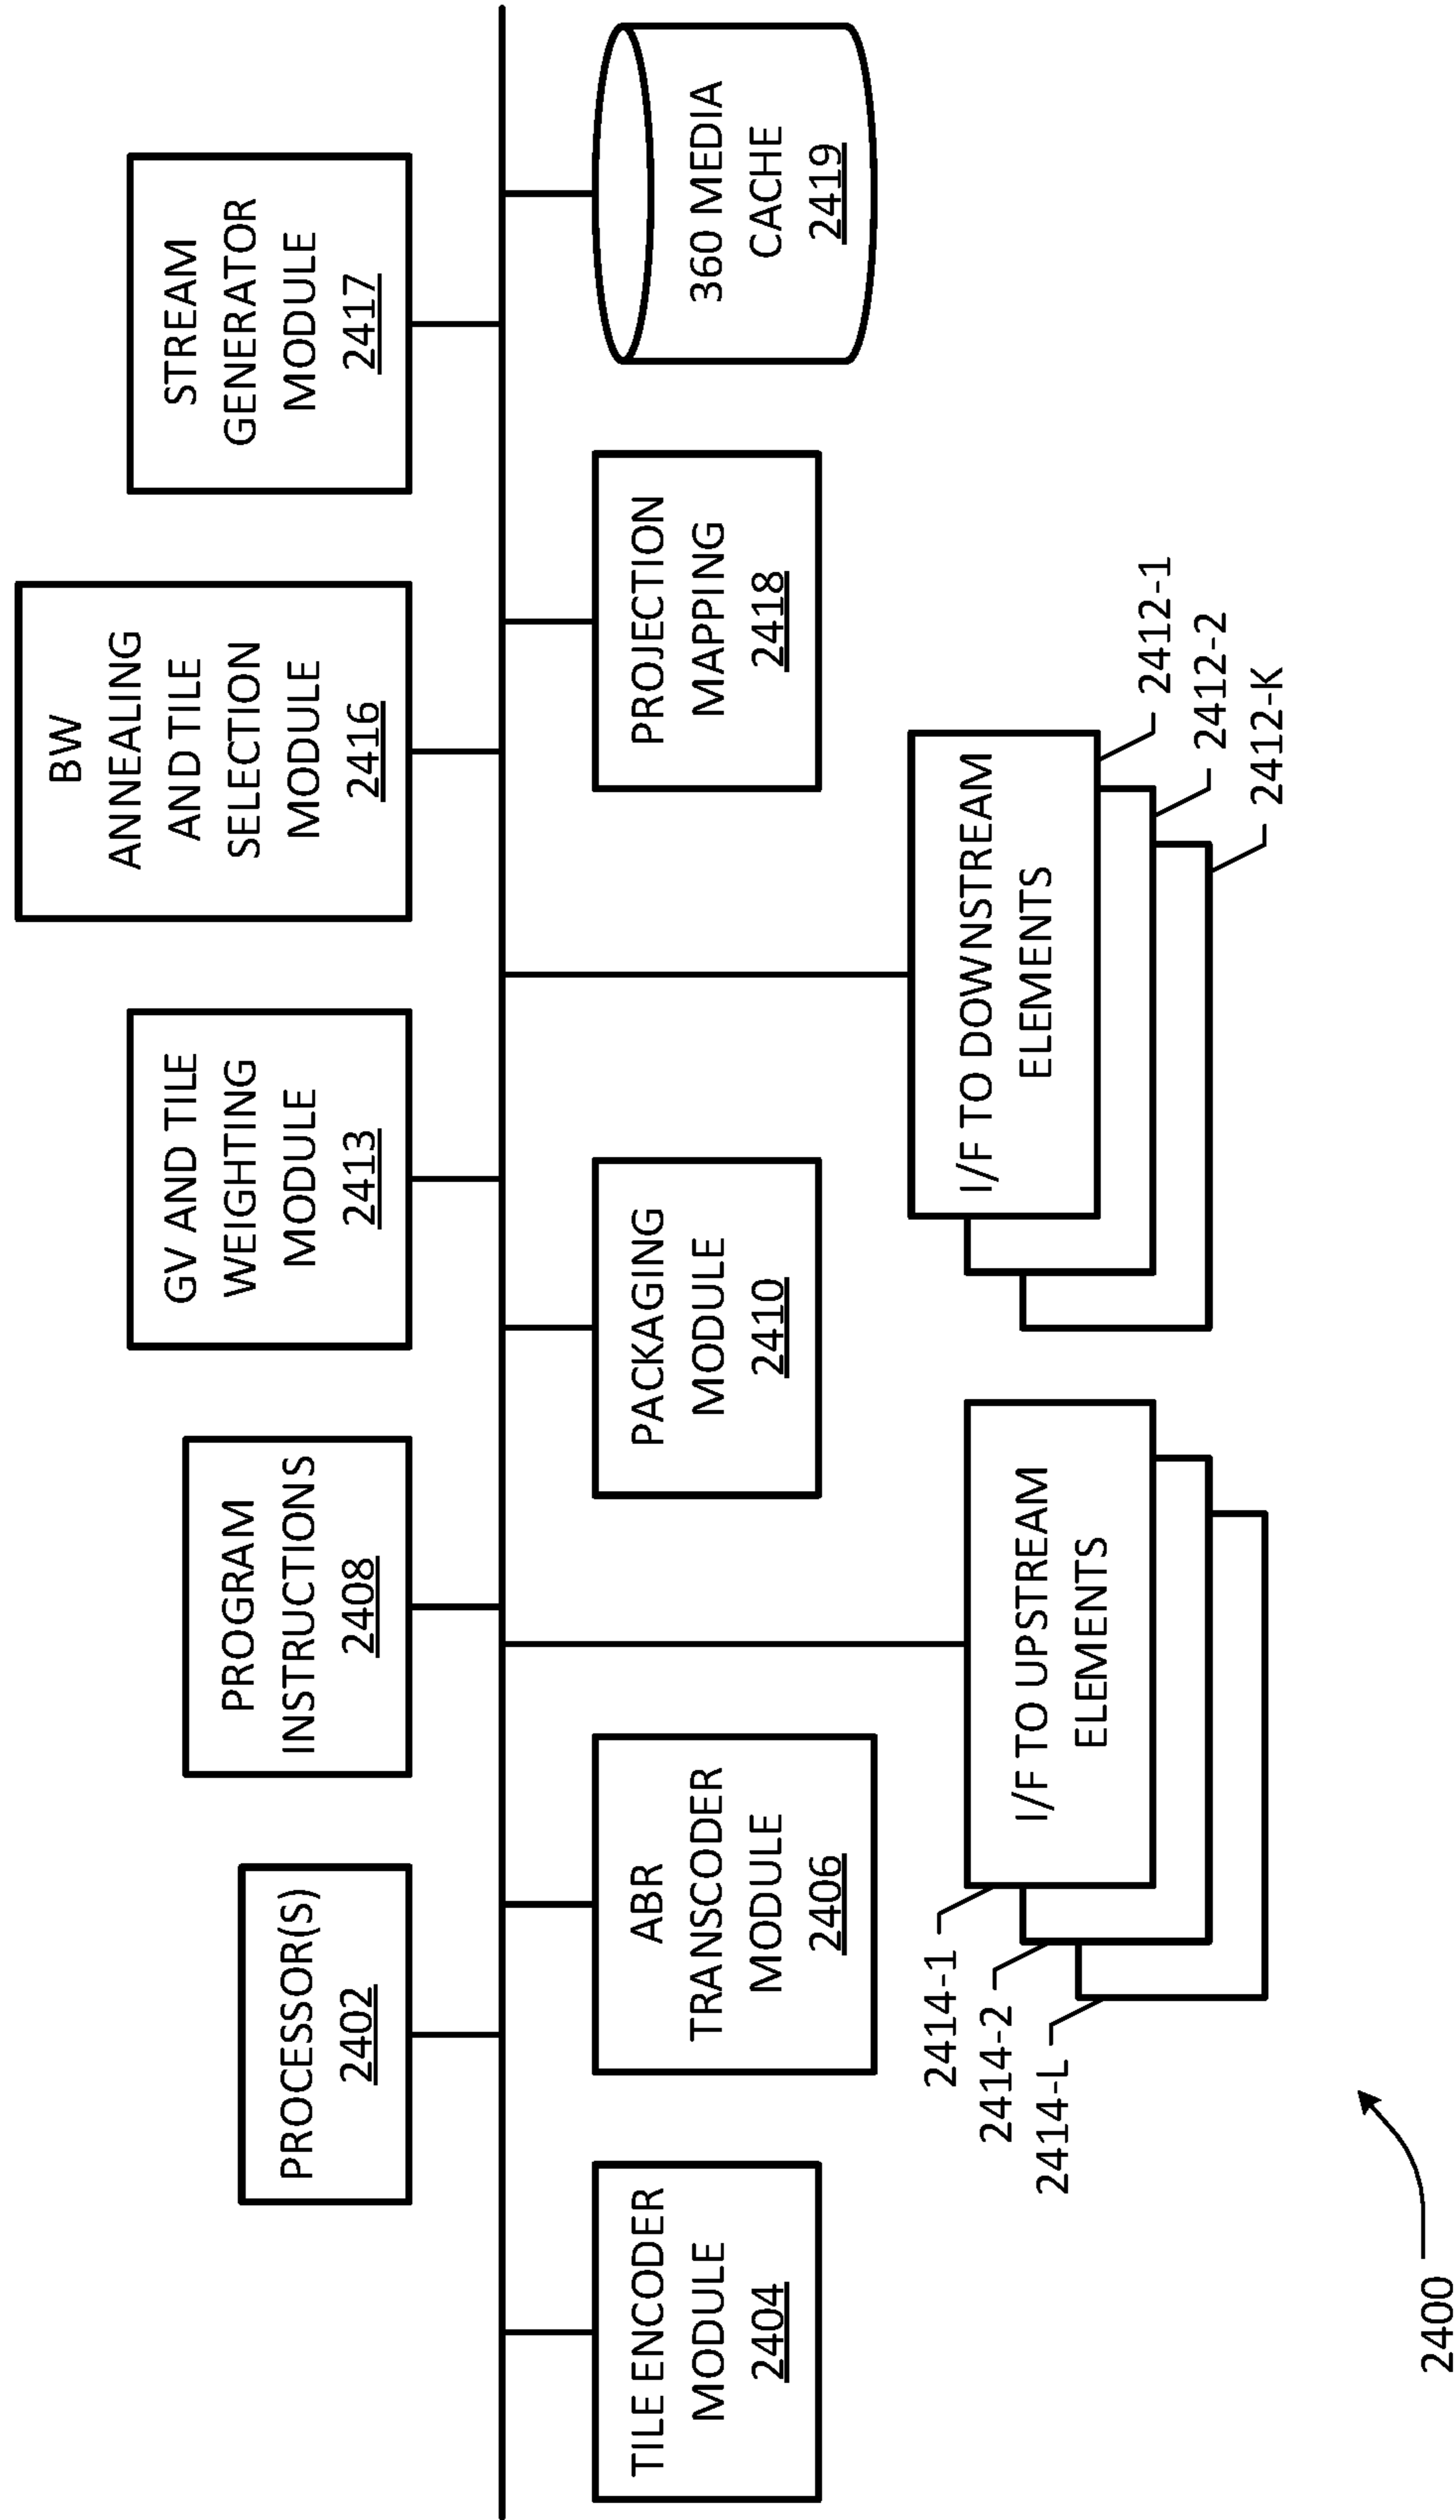 PROCESSOR(S)
2402
PROGRAM
INSTRUCTIONS
2408
GV AND TILE
WEIGHTING
MODULE
2413
BW
ANNEALING
AND TILE
SELECTION
MODULE
2416
STREAM
GENERATOR
MODULE
2417
TILE ENCODER
MODULE
2404
ABR
TRANSCODER
MODULE
2406
PACKAGING
MODULE
2410
PROJECTION
MAPPING
2418
360 MEDIA
CACHE
2419
I/F TO UPSTREAM
ELEMENTS
2414-1
2414-2
2414-L
I/F TO DOWNSTREAM
ELEMENTS
2412-1
2412-2
2412-K
2400